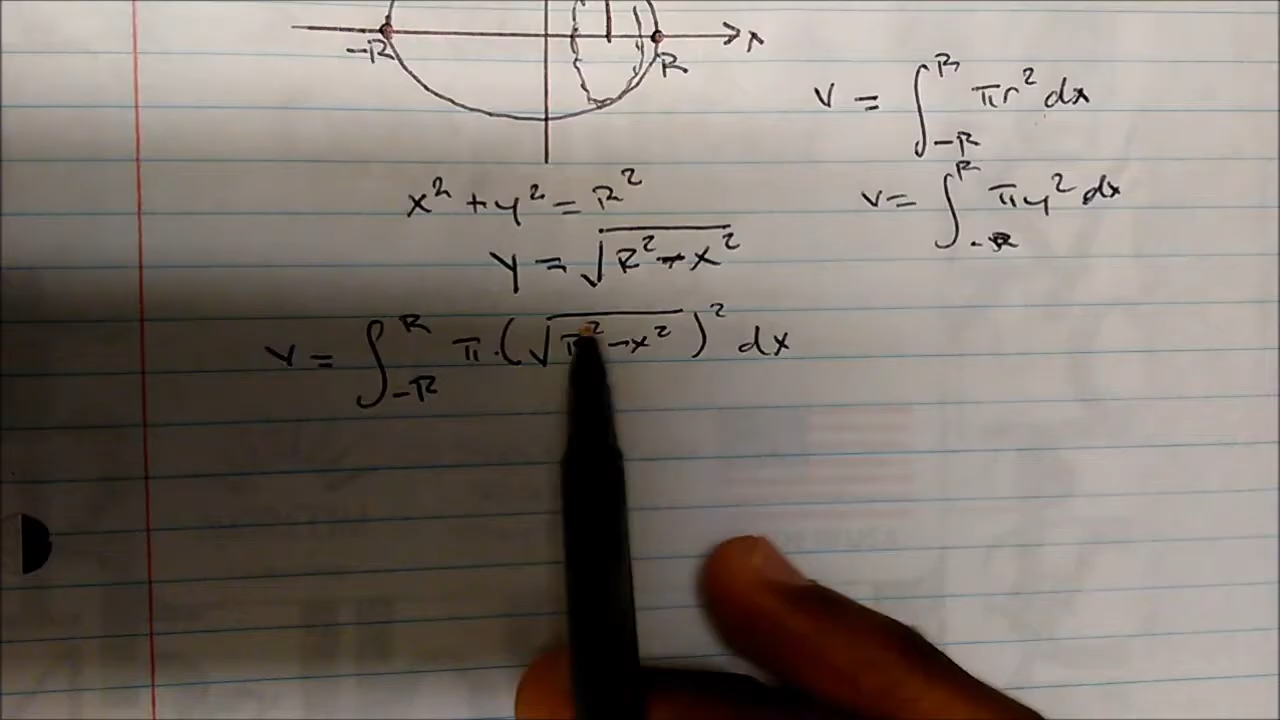 -R R x
V = ∫_{-R}^{R} πr² dx
V = ∫_{-R}^{R} πy² dx
x² + y² = R²
y = √(R² - x²)
V = ∫_{-R}^{R} π·(√(R² - x²))² dx